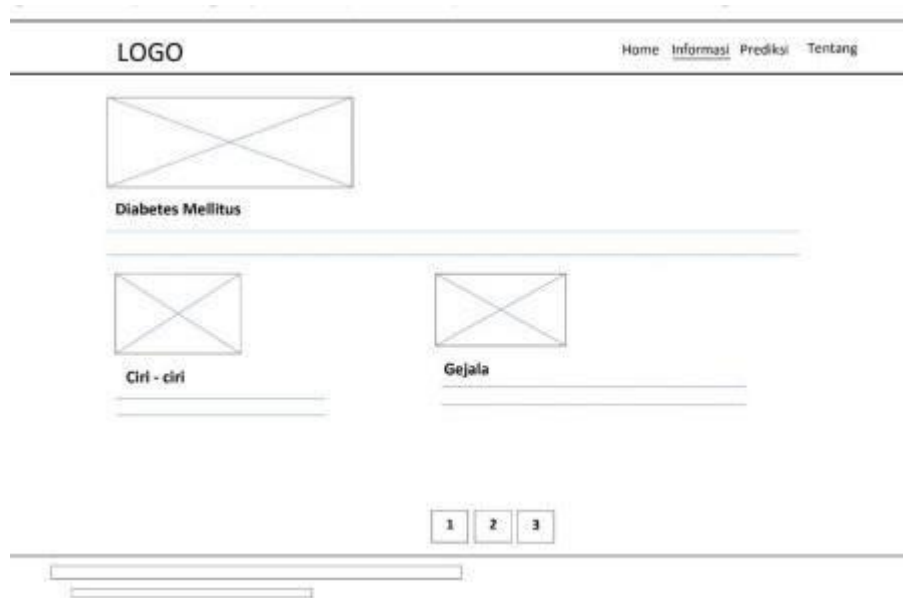 LOGO
Home Informasi Prediksi Tentang
Diabetes Mellitus
Ciri - ciri
Gejala
1 2 3